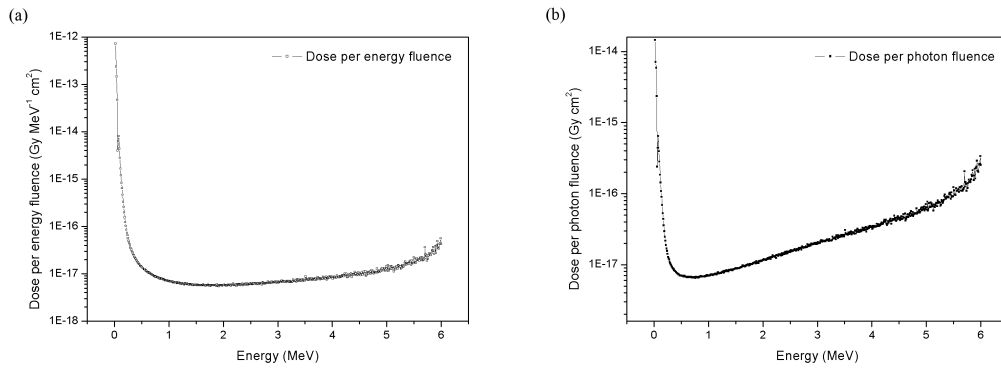 (a)
Dose per energy fluence (Gy MeV⁻¹ cm²)
1E-12
1E-13
1E-14
1E-15
1E-16
1E-17
1E-18
Dose per energy fluence
0 1 2 3 4 5 6
Energy (MeV)
(b)
Dose per photon fluence (Gy cm²)
1E-14
1E-15
1E-16
1E-17
Dose per photon fluence
0 1 2 3 4 5 6
Energy (MeV)